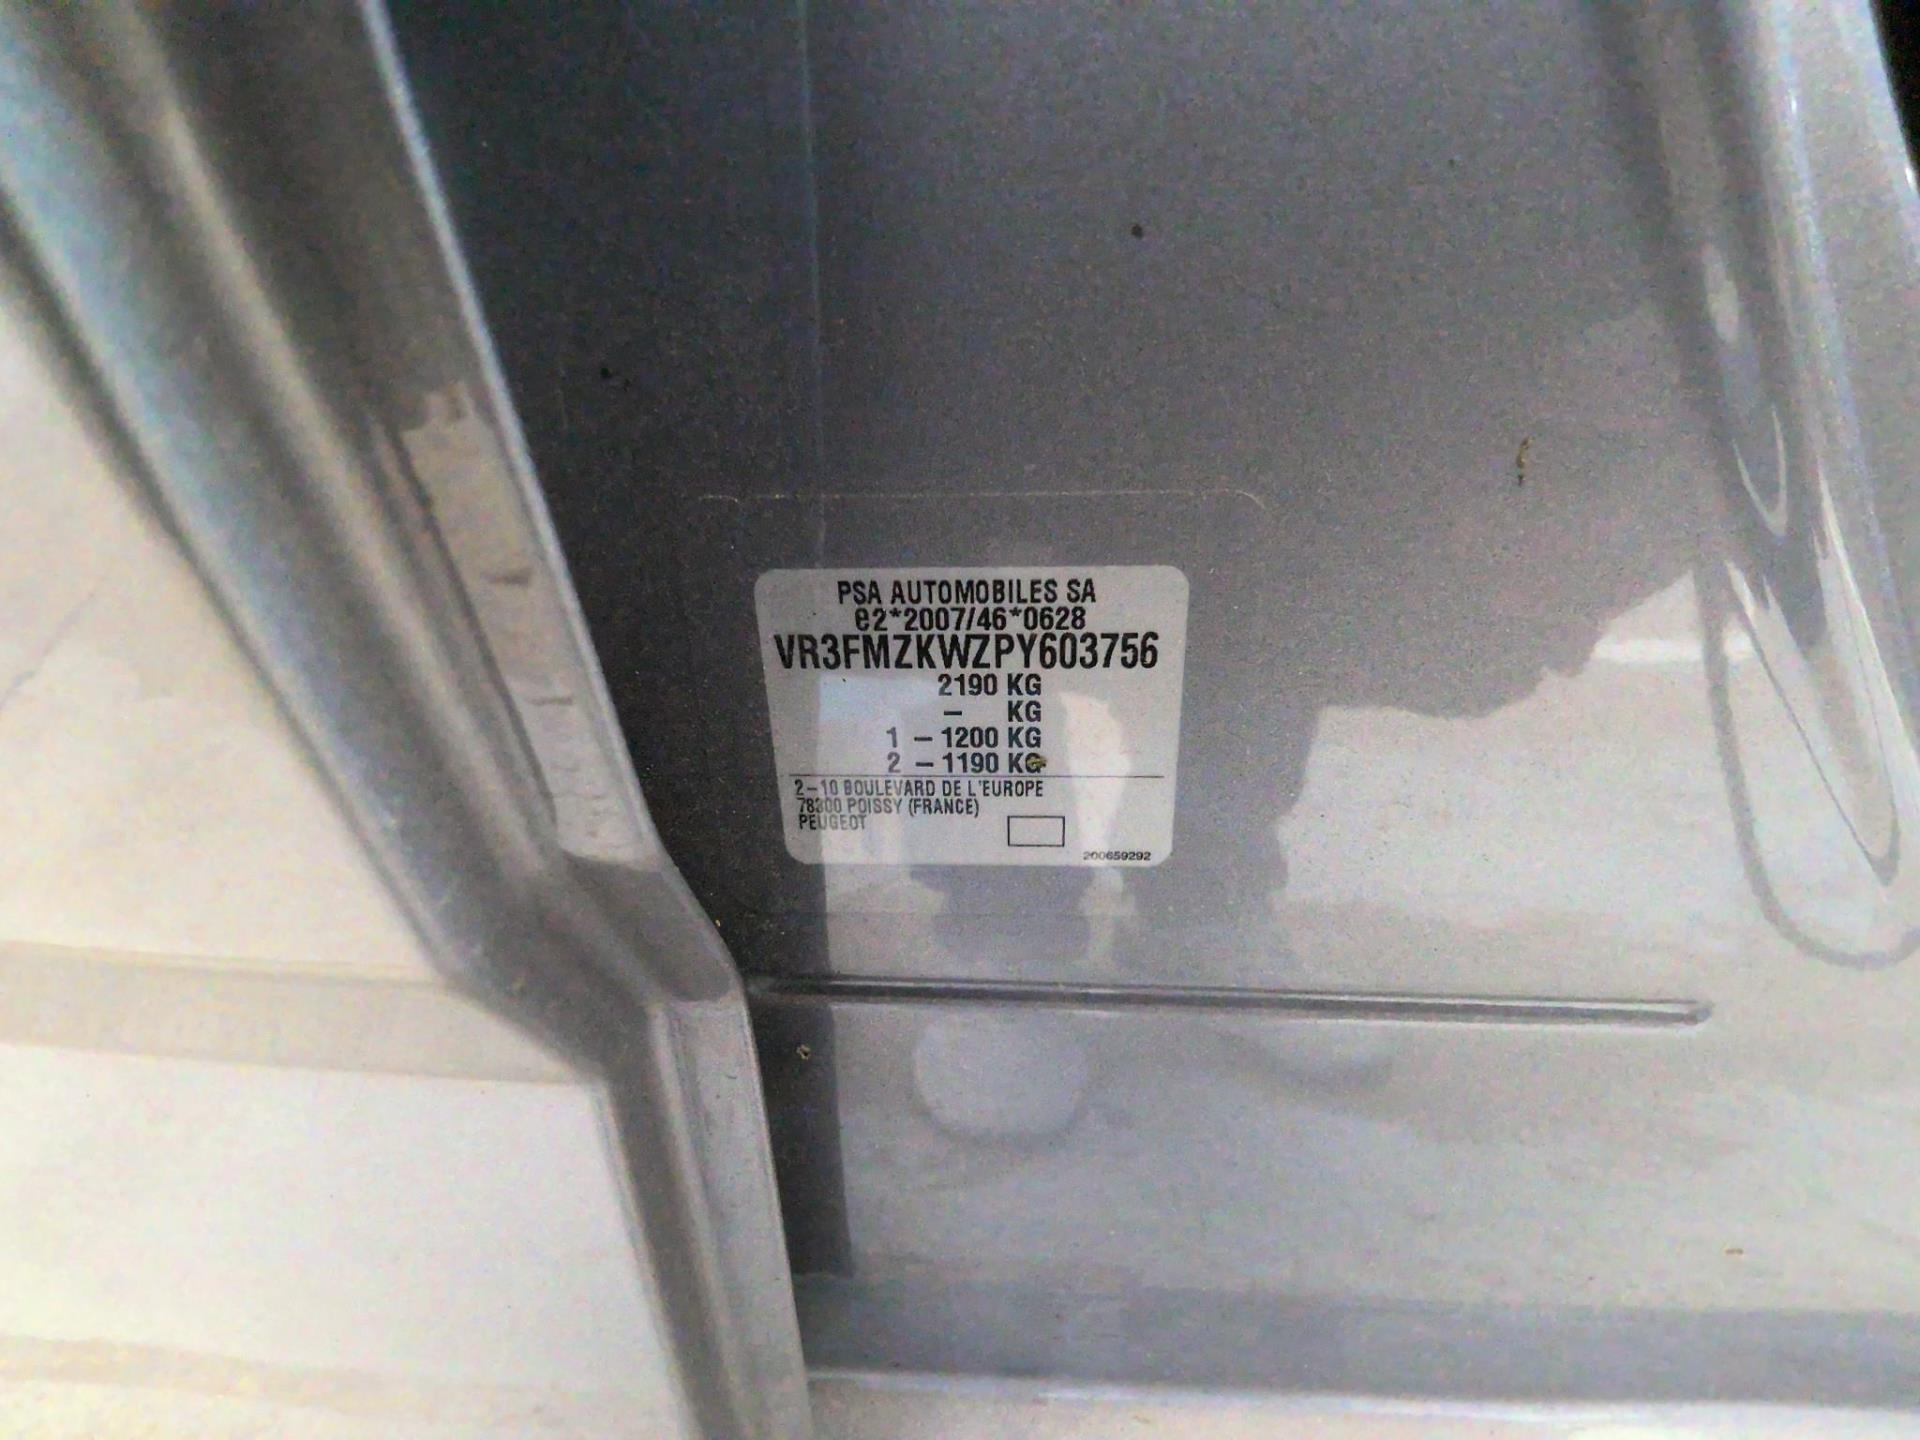 PSA AUTOMOBILES SA
e2*2007/46*0628
VR3FMZKWZPY603756
2190 KG
– KG
1 – 1200 KG
2 – 1190 KG
2–10 BOULEVARD DE L'EUROPE
78300 POISSY (FRANCE)
PEUGEOT
200659292